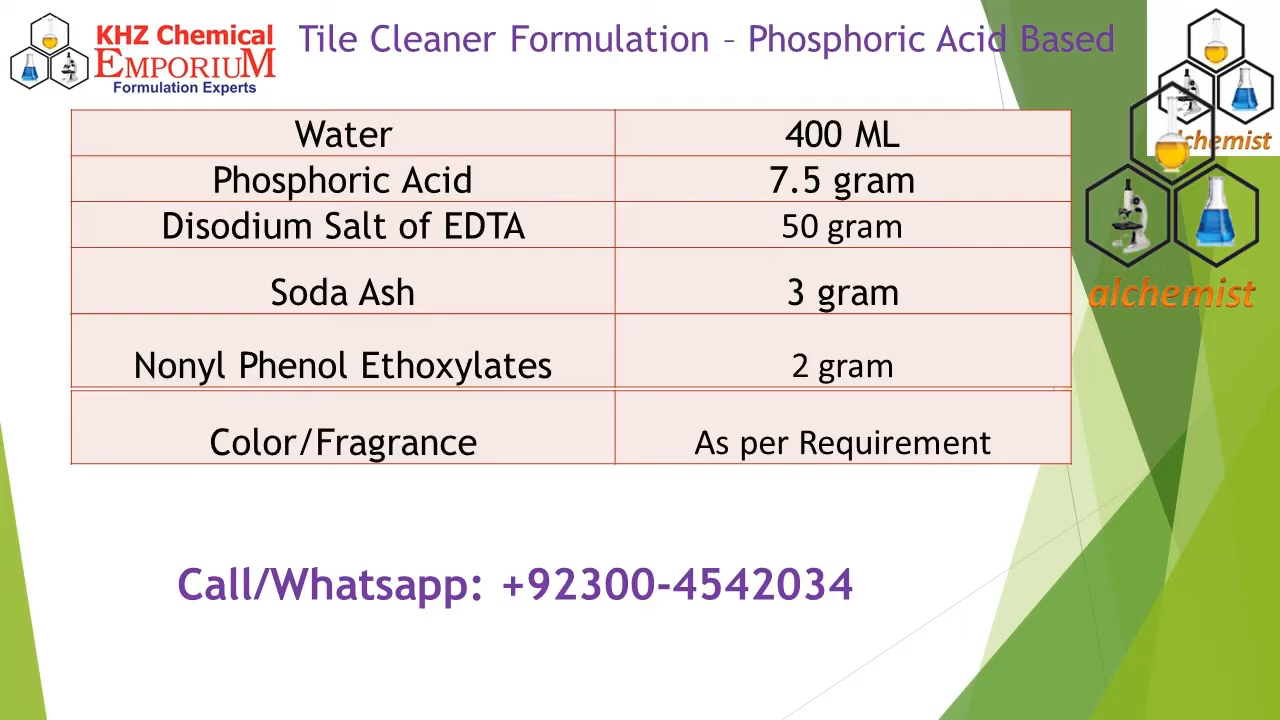 KHZ Chemical
EMPORIUM
Formulation Experts
Tile Cleaner Formulation – Phosphoric Acid Based
Water 400 ML
Phosphoric Acid 7.5 gram
Disodium Salt of EDTA 50 gram
Soda Ash 3 gram
Nonyl Phenol Ethoxylates 2 gram
Color/Fragrance As per Requirement
Call/Whatsapp: +92300-4542034
chemist
alchemist